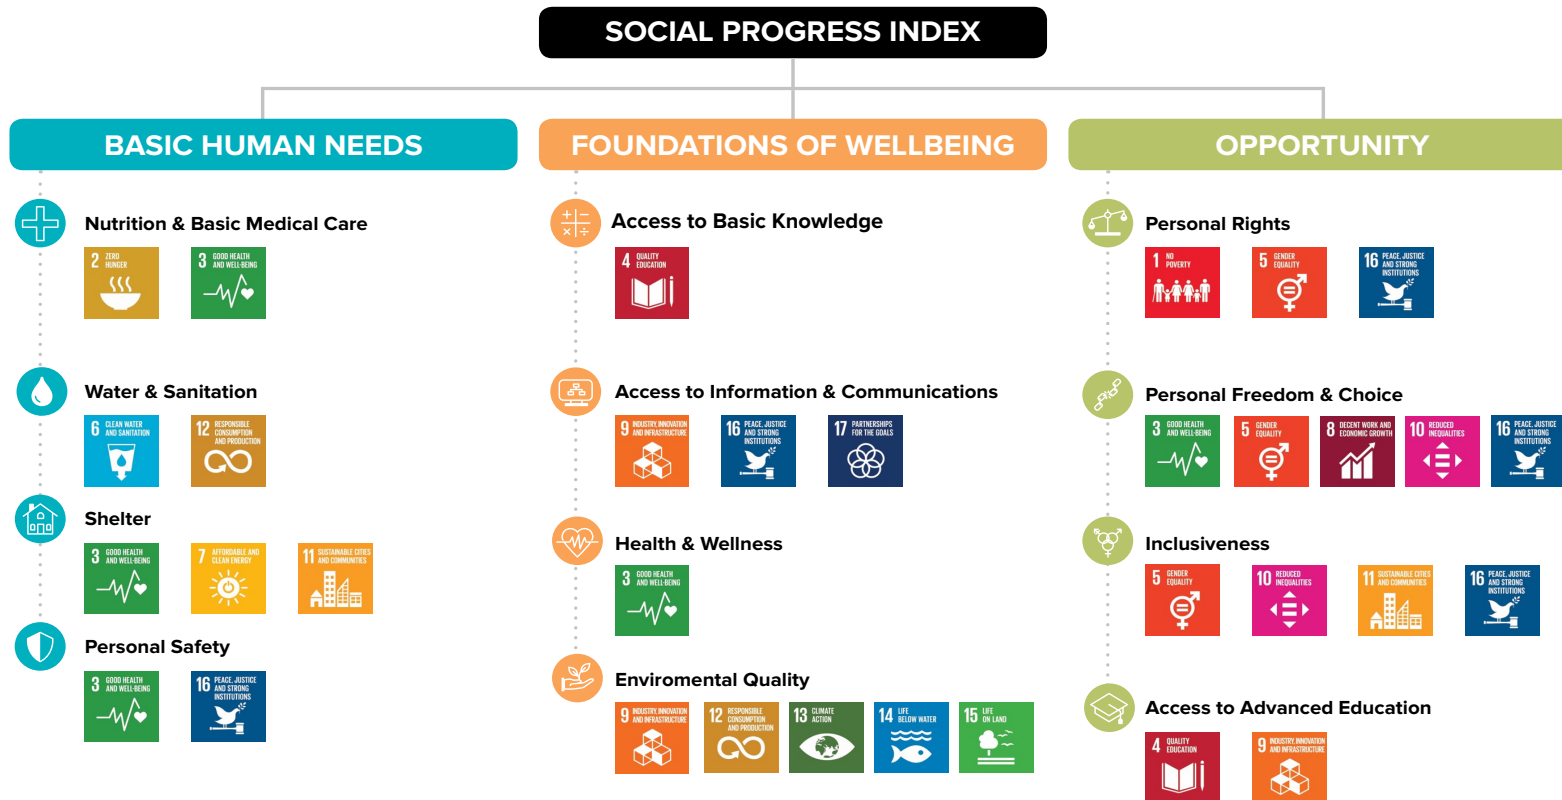 SOCIAL PROGRESS INDEX
BASIC HUMAN NEEDS
Nutrition & Basic Medical Care
2 ZERO
HUNGER
3 GOOD HEALTH
AND WELL-BEING
Water & Sanitation
6 CLEAN WATER
AND SANITATION
12 RESPONSIBLE
CONSUMPTION
AND PRODUCTION
Shelter
3 GOOD HEALTH
AND WELL-BEING
7 AFFORDABLE AND
CLEAN ENERGY
11 SUSTAINABLE CITIES
AND COMMUNITIES
Personal Safety
3 GOOD HEALTH
AND WELL-BEING
16 PEACE, JUSTICE
AND STRONG
INSTITUTIONS
FOUNDATIONS OF WELLBEING
Access to Basic Knowledge
4 QUALITY
EDUCATION
Access to Information & Communications
9 INDUSTRY, INNOVATION
AND INFRASTRUCTURE
16 PEACE, JUSTICE
AND STRONG
INSTITUTIONS
17 PARTNERSHIPS
FOR THE GOALS
Health & Wellness
3 GOOD HEALTH
AND WELL-BEING
Enviromental Quality
9 INDUSTRY, INNOVATION
AND INFRASTRUCTURE
12 RESPONSIBLE
CONSUMPTION
AND PRODUCTION
13 CLIMATE
ACTION
14 LIFE
BELOW WATER
15 LIFE
ON LAND
OPPORTUNITY
Personal Rights
1 NO
POVERTY
5 GENDER
EQUALITY
16 PEACE, JUSTICE
AND STRONG
INSTITUTIONS
Personal Freedom & Choice
3 GOOD HEALTH
AND WELL-BEING
5 GENDER
EQUALITY
8 DECENT WORK AND
ECONOMIC GROWTH
10 REDUCED
INEQUALITIES
16 PEACE, JUSTICE
AND STRONG
INSTITUTIONS
Inclusiveness
5 GENDER
EQUALITY
10 REDUCED
INEQUALITIES
11 SUSTAINABLE CITIES
AND COMMUNITIES
16 PEACE, JUSTICE
AND STRONG
INSTITUTIONS
Access to Advanced Education
4 QUALITY
EDUCATION
9 INDUSTRY, INNOVATION
AND INFRASTRUCTURE